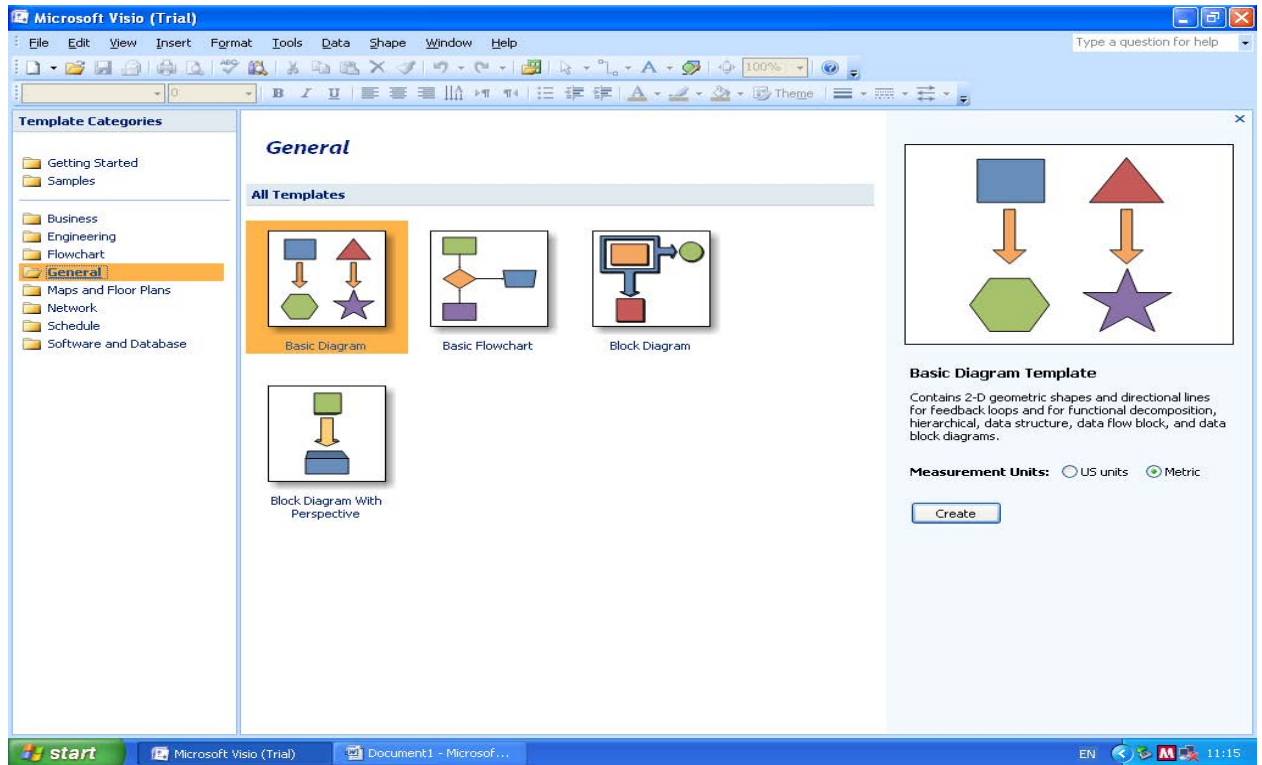 Microsoft Visio (Trial)
File Edit View Insert Format Tools Data Shape Window Help
Type a question for help
ABC
A
100%
0
B I U
A
Theme
Template Categories
Getting Started
Samples
Business
Engineering
Flowchart
General
Maps and Floor Plans
Network
Schedule
Software and Database
General
All Templates
Basic Diagram
Basic Flowchart
Block Diagram
Block Diagram With
Perspective
Basic Diagram Template
Contains 2-D geometric shapes and directional lines
for feedback loops and for functional decomposition,
hierarchical, data structure, data flow block, and data
block diagrams.
Measurement Units: US units Metric
Create
start
Microsoft Visio (Trial)
Document1 - Microsof...
EN
M
11:15